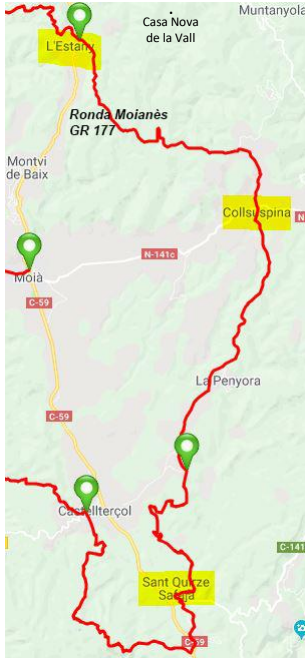 Casa Nova
de la Vall
Muntanyola
L'Estany
Ronda Moianès
GR 177
Montvi
de Baix
Collsuspina
N-141c
Moià
C-59
La Penyora
C-59
Castellterçol
C-141
Sant Quirze
Safaja
C-59